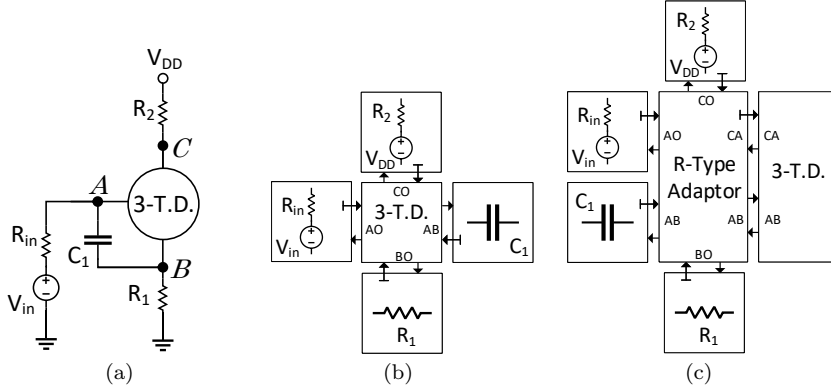 V_DD
R_2
C
A
3-T.D.
R_in
C_1
B
V_in
R_1
(a)
R_2
V_DD
CO
R_in
3-T.D.
AO
AB
V_in
C_1
BO
R_1
(b)
R_2
V_DD
CO
R_in
AO
CA
CA
V_in
R-Type
Adaptor
3-T.D.
C_1
AB
AB
AB
BO
R_1
(c)